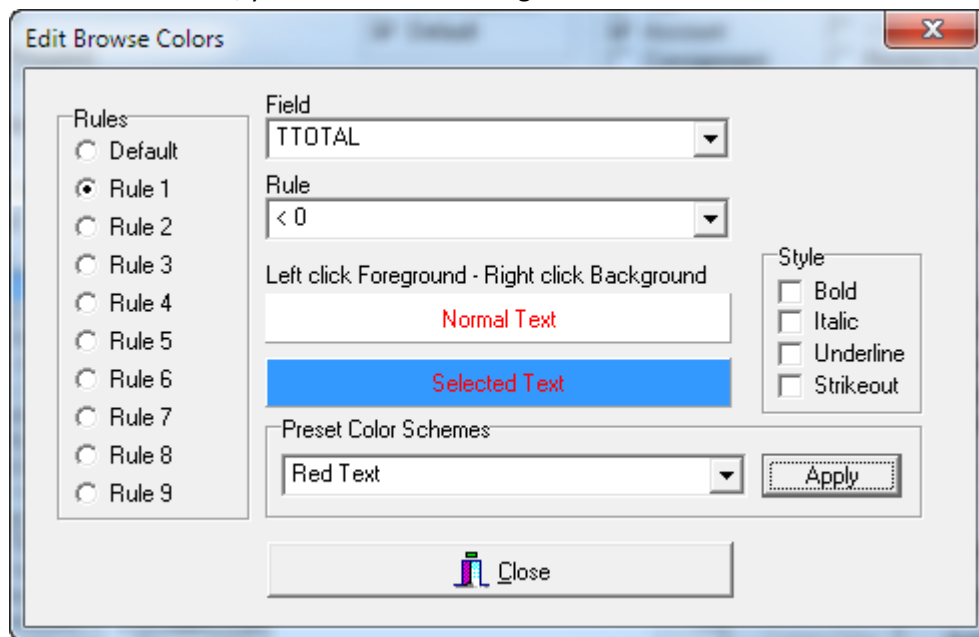 Edit Browse Colors
Rules
Default
Rule 1
Rule 2
Rule 3
Rule 4
Rule 5
Rule 6
Rule 7
Rule 8
Rule 9
Field
TTOTAL
Rule
< 0
Left click Foreground - Right click Background
Normal Text
Selected Text
Style
Bold
Italic
Underline
Strikeout
Preset Color Schemes
Red Text
Apply
Close